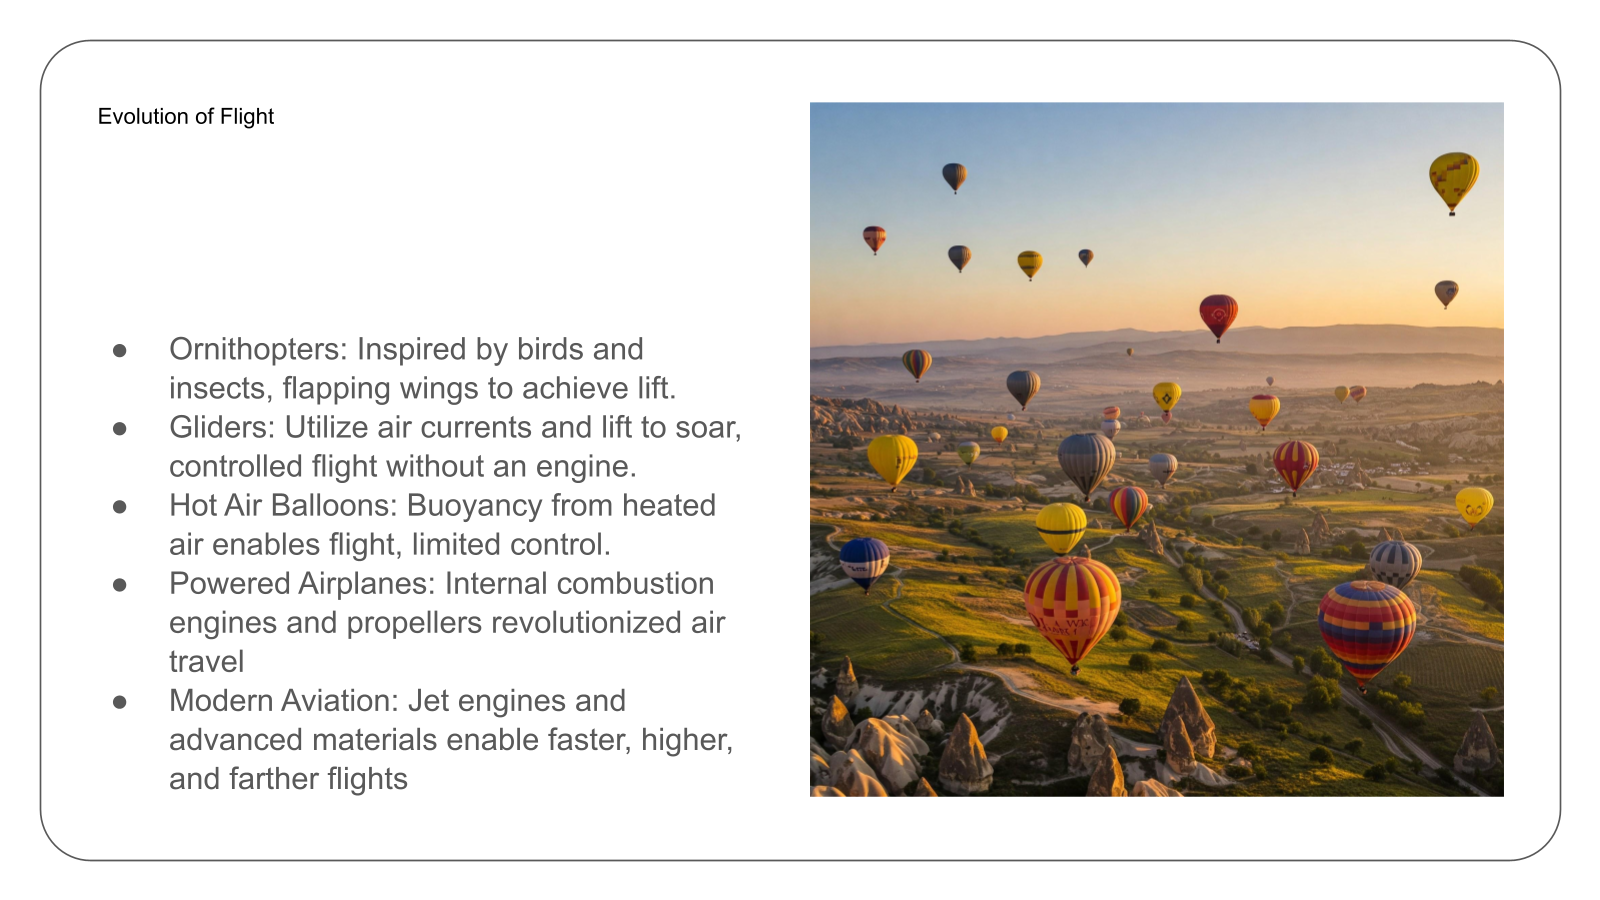 Evolution of Flight
● Ornithopters: Inspired by birds and
insects, flapping wings to achieve lift.
● Gliders: Utilize air currents and lift to soar,
controlled flight without an engine.
● Hot Air Balloons: Buoyancy from heated
air enables flight, limited control.
● Powered Airplanes: Internal combustion
engines and propellers revolutionized air
travel
● Modern Aviation: Jet engines and
advanced materials enable faster, higher,
and farther flights